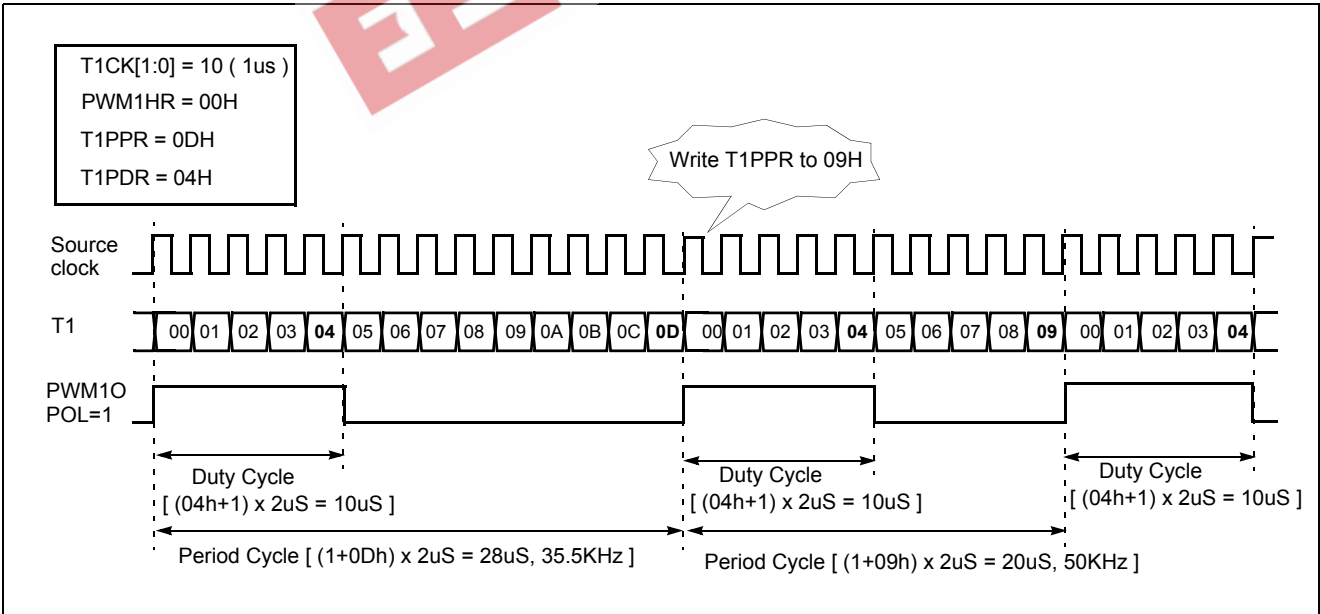 T1CK[1:0] = 10 ( 1us )
PWM1HR = 00H
T1PPR = 0DH
T1PDR = 04H
Write T1PPR to 09H
Source
clock
T1
00 01 02 03 04 05 06 07 08 09 0A 0B 0C 0D 00 01 02 03 04 05 06 07 08 09 00 01 02 03 04
PWM1O
POL=1
Duty Cycle
[ (04h+1) x 2uS = 10uS ]
Duty Cycle
[ (04h+1) x 2uS = 10uS ]
Duty Cycle
[ (04h+1) x 2uS = 10uS ]
Period Cycle [ (1+0Dh) x 2uS = 28uS, 35.5KHz ]
Period Cycle [ (1+09h) x 2uS = 20uS, 50KHz ]